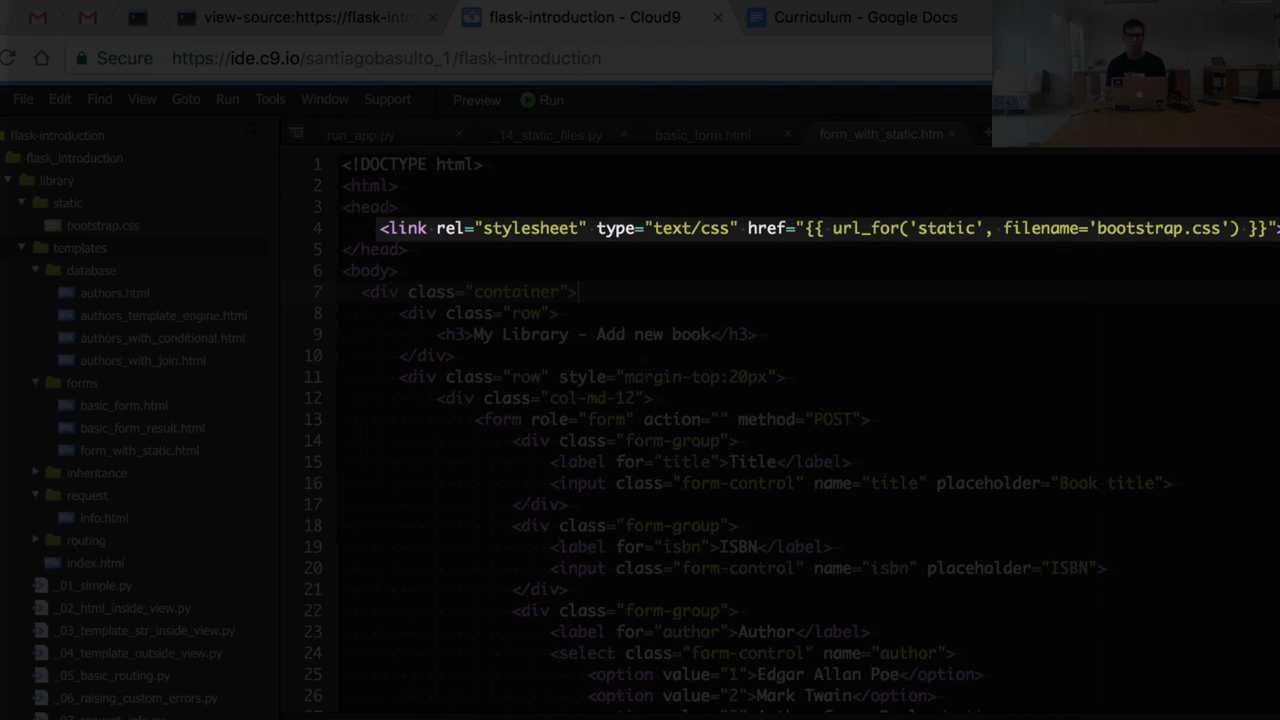 view-source:https://flask-intro
flask-introduction - Cloud9
Curriculum - Google Docs
Secure
https://ide.c9.io/santiagobasulto_1/flask-introduction
File Edit Find View Goto Run Tools Window Support Preview Run
flask-introduction
flask_introduction
library
static
bootstrap.css
templates
database
authors.html
authors_template_engine.html
authors_with_conditional.html
authors_with_join.html
forms
basic_form.html
basic_form_result.html
form_with_static.html
inheritance
request
info.html
routing
index.html
_01_simple.py
_02_html_inside_view.py
_03_template_str_inside_view.py
_04_template_outside_view.py
_05_basic_routing.py
_06_raising_custom_errors.py
run_app.py
_14_static_files.py
basic_form.html
form_with_static.htm
1 <!DOCTYPE html>
2 <html>
3 <head>
4 <link rel="stylesheet" type="text/css" href="{{ url_for('static', filename='bootstrap.css') }}">
5 </head>
6 <body>
7 <div class="container">
8 <div class="row">
9 <h3>My Library - Add new book</h3>
10 </div>
11 <div class="row" style="margin-top:20px">
12 <div class="col-md-12">
13 <form role="form" action="" method="POST">
14 <div class="form-group">
15 <label for="title">Title</label>
16 <input class="form-control" name="title" placeholder="Book title">
17 </div>
18 <div class="form-group">
19 <label for="isbn">ISBN</label>
20 <input class="form-control" name="isbn" placeholder="ISBN">
21 </div>
22 <div class="form-group">
23 <label for="author">Author</label>
24 <select class="form-control" name="author">
25 <option value="1">Edgar Allan Poe</option>
26 <option value="2">Mark Twain</option>